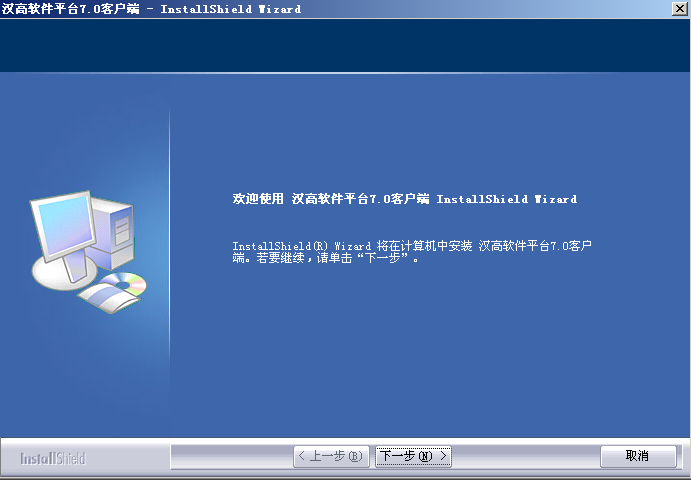 汉高软件平台7.0客户端 - InstallShield Wizard
欢迎使用 汉高软件平台7.0客户端 InstallShield Wizard
InstallShield(R) Wizard 将在计算机中安装 汉高软件平台7.0客户
端。若要继续，请单击“下一步”。
InstallShield
< 上一步(B)
下一步(N) >
取消